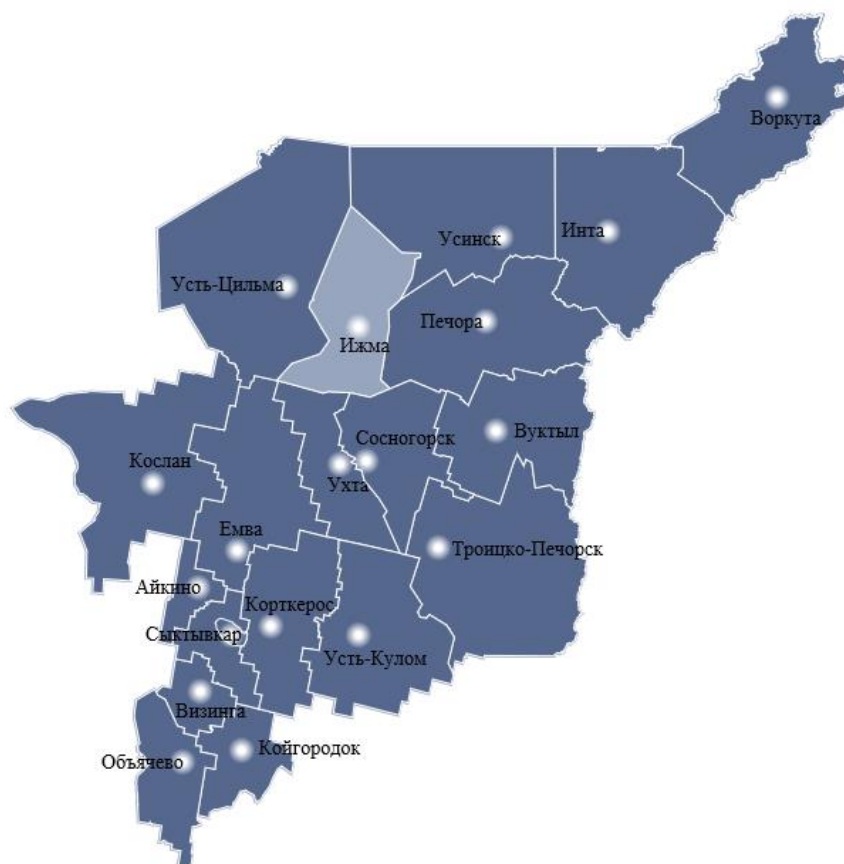 Воркута
Усинск
Инта
Усть-Цильма
Печора
Ижма
Вуктыл
Сосногорск
Кослан
Ухта
Емва
Троицко-Печорск
Айкино
Корткерос
Сыктывкар
Усть-Кулом
Визинга
Койгородок
Объячево